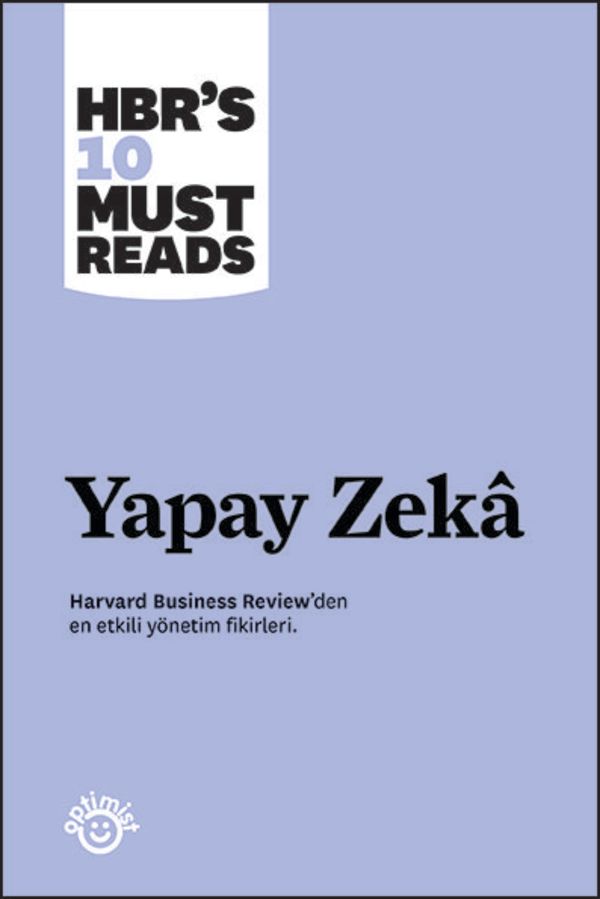 HBR'S
10
MUST
READS
Yapay Zekâ
Harvard Business Review'den
en etkili yönetim fikirleri.
optimist